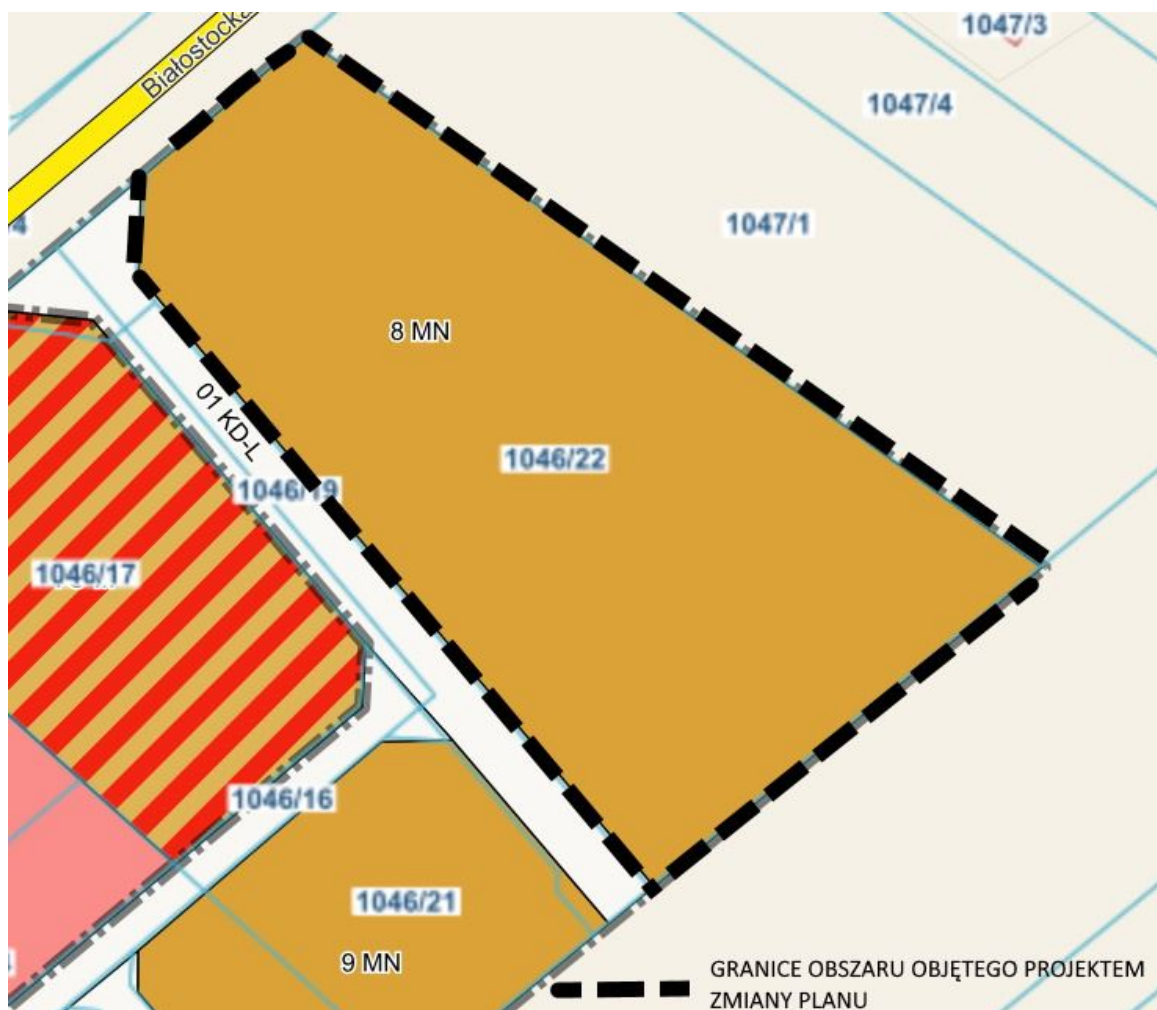 1047/3
Białostocka
1047/4
1047/1
8 MN
01 KD-L
1046/22
1046/19
1046/17
1046/16
1046/21
9 MN
GRANICE OBSZARU OBJĘTEGO PROJEKTEM
ZMIANY PLANU